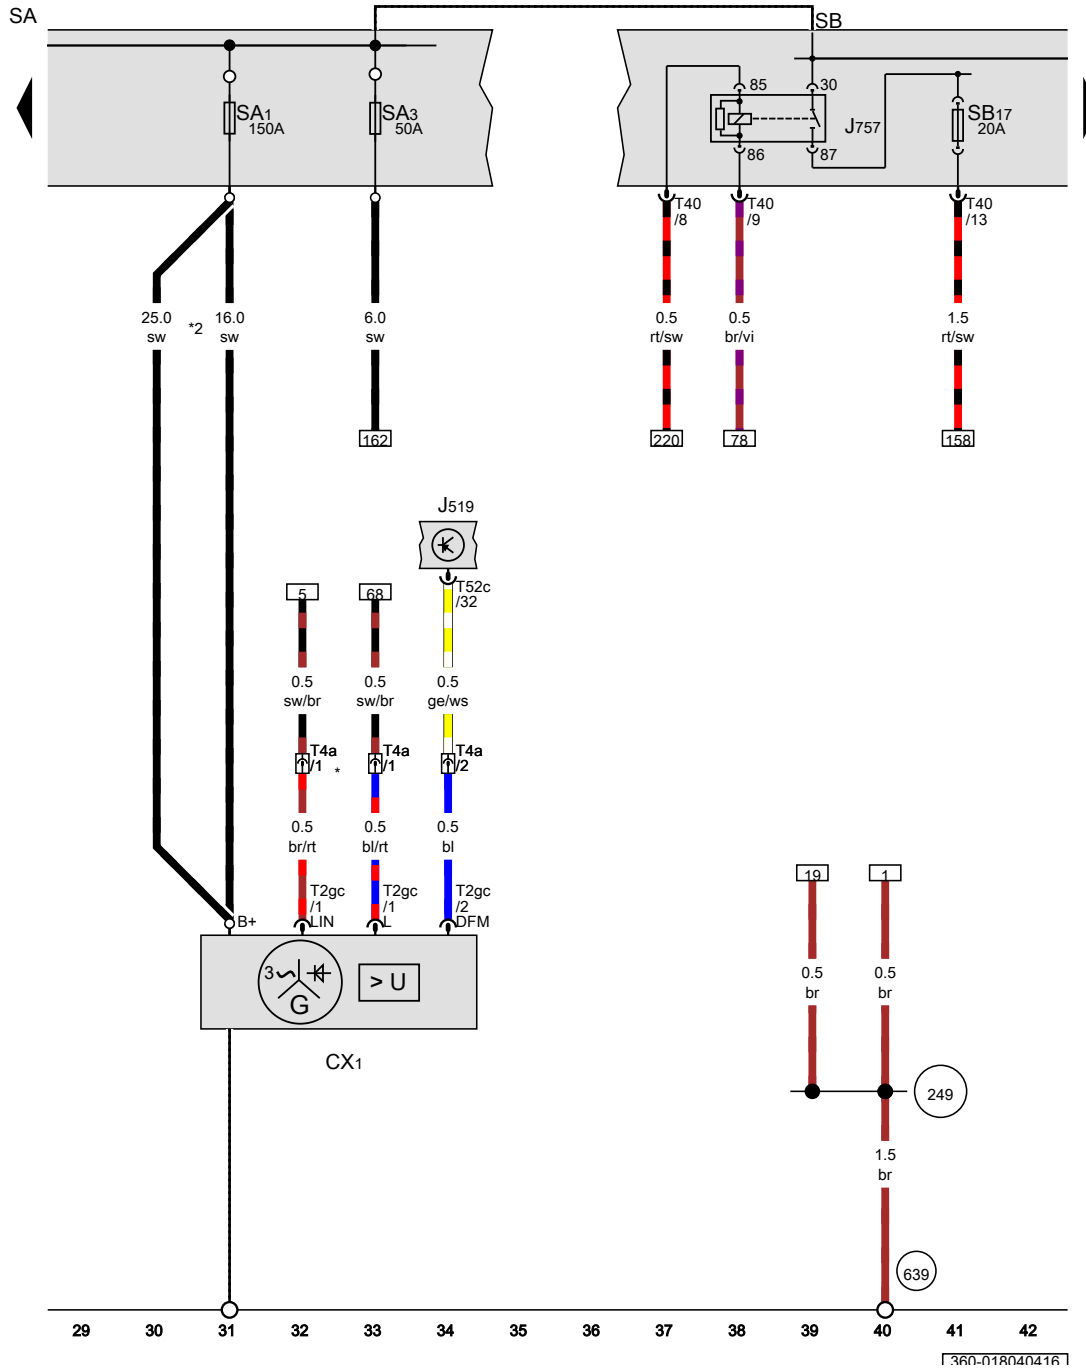 SA
SB
SA1
150A
SA3
50A
85
30
J757
SB17
20A
86
87
T40
/8
T40
/9
T40
/13
25.0
sw
*2
16.0
sw
6.0
sw
0.5
rt/sw
0.5
br/vi
1.5
rt/sw
162
220
78
158
J519
T52c
/32
5
68
0.5
sw/br
0.5
sw/br
0.5
ge/ws
T4a
/1
*
T4a
/1
T4a
/2
0.5
br/rt
0.5
bl/rt
0.5
bl
T2gc
/1
LIN
T2gc
/1
L
T2gc
/2
DFM
B+
3
G
> U
CX1
19
1
0.5
br
0.5
br
249
1.5
br
639
29 30 31 32 33 34 35 36 37 38 39 40 41 42
360-018040416